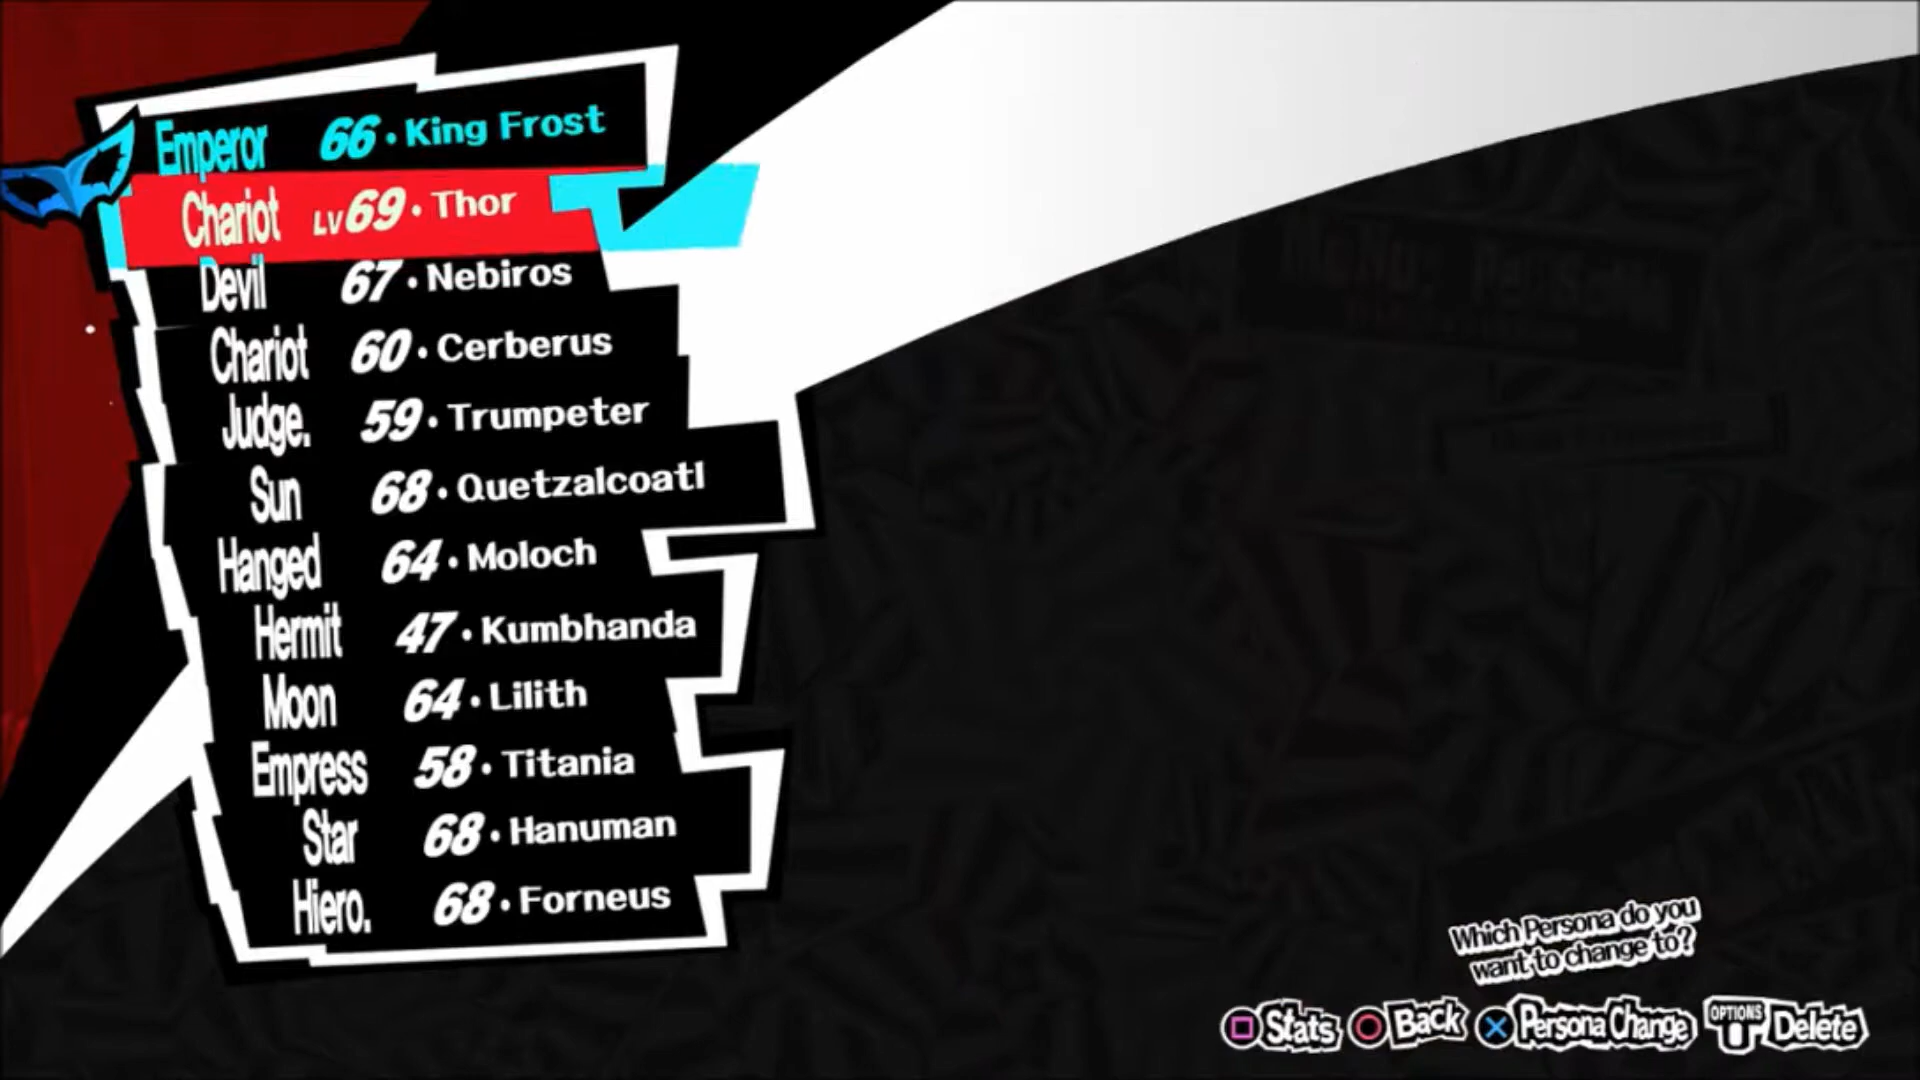 Emperor 66 • King Frost
Chariot LV 69 • Thor
Devil 67 • Nebiros
Chariot 60 • Cerberus
Judge. 59 • Trumpeter
Sun 68 • Quetzalcoatl
Hanged 64 • Moloch
Hermit 47 • Kumbhanda
Moon 64 • Lilith
Empress 58 • Titania
Star 68 • Hanuman
Hiero. 68 • Forneus
Which Persona do you
want to change to?
Stats Back Persona Change OPTIONS Delete